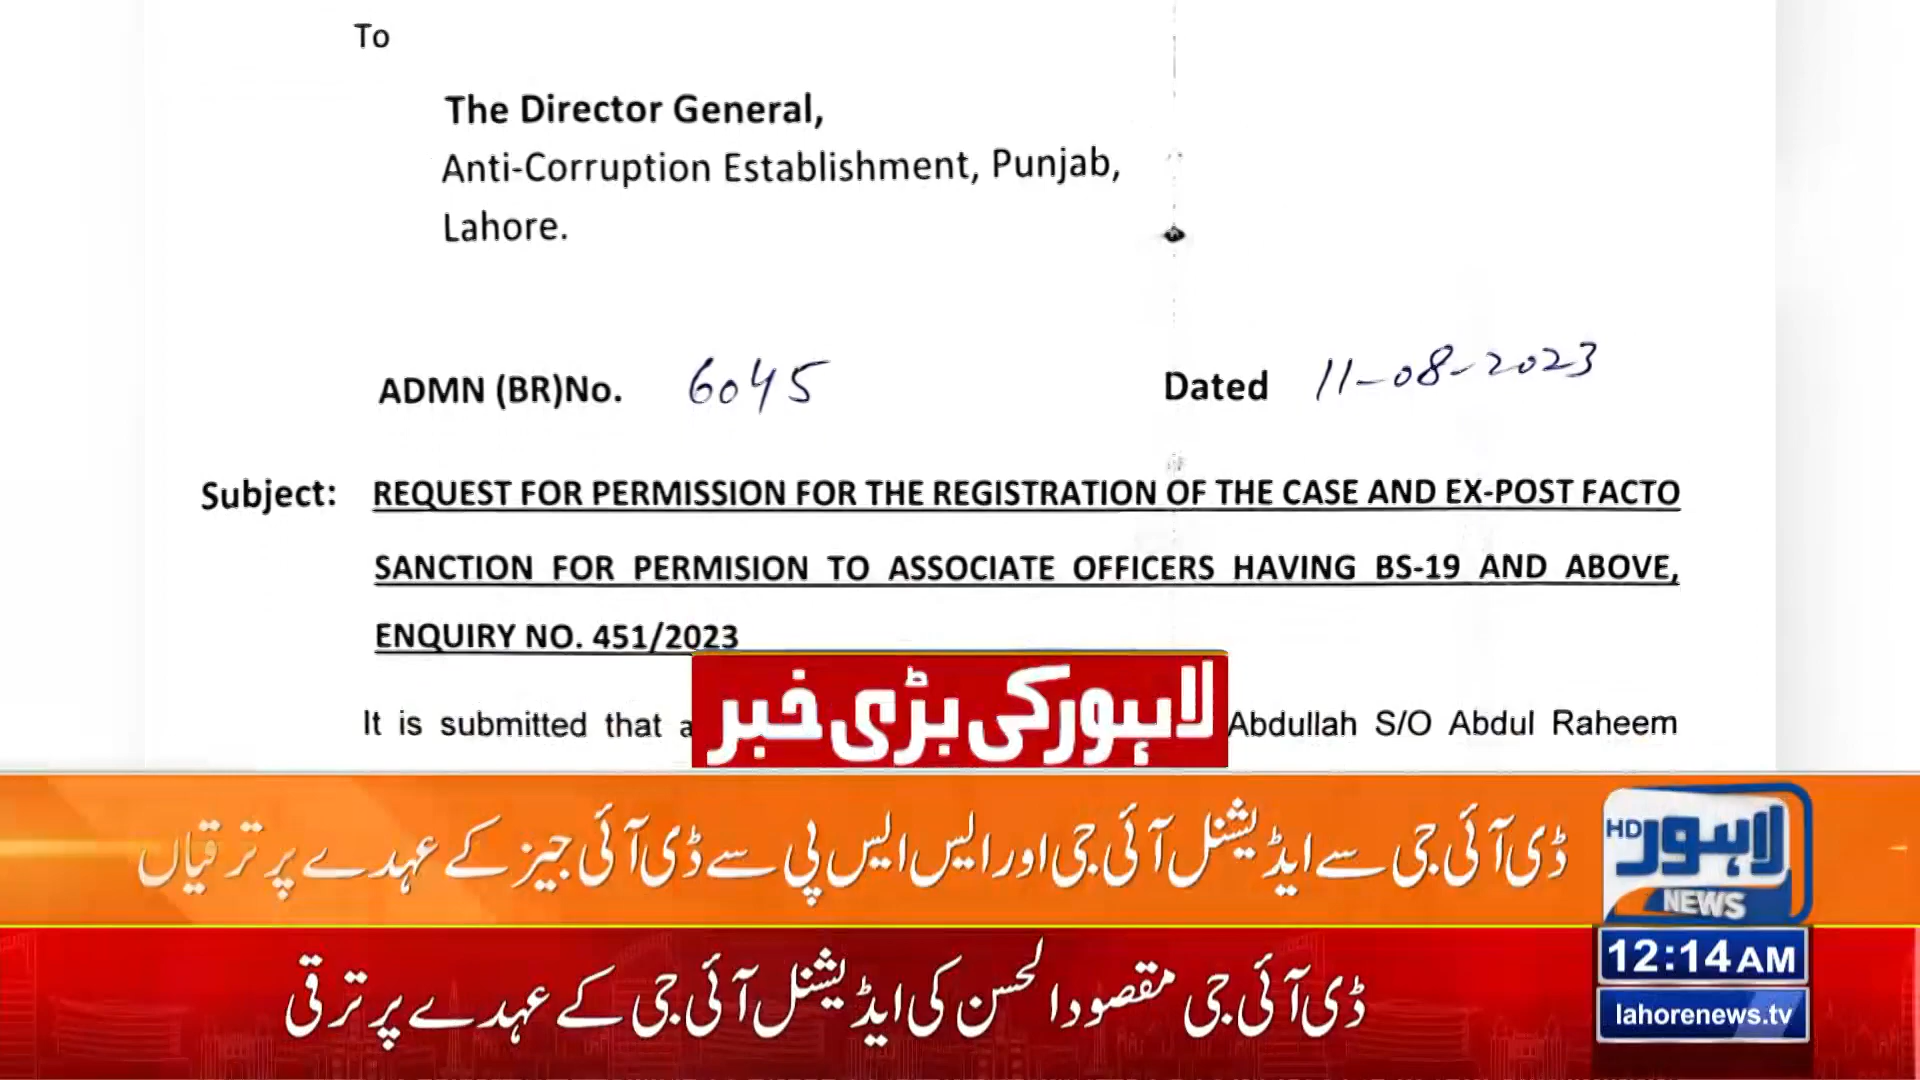 To
The Director General,
Anti-Corruption Establishment, Punjab,
Lahore.
ADMN (BR)No. 6045 Dated 11-08-2023
Subject: REQUEST FOR PERMISSION FOR THE REGISTRATION OF THE CASE AND EX-POST FACTO
SANCTION FOR PERMISION TO ASSOCIATE OFFICERS HAVING BS-19 AND ABOVE,
ENQUIRY NO. 451/2023
It is submitted that Abdullah S/O Abdul Raheem
لاہور کی بڑی خبر
ڈی آئی جی سے ایڈیشنل آئی جی اور ایس ایس پی سے ڈی آئی جیز کے عہدے پر ترقیاں
لاہور HD
NEWS
12:14 AM
ڈی آئی جی مقصود الحسن کی ایڈیشنل آئی جی کے عہدے پر ترقی
lahorenews.tv